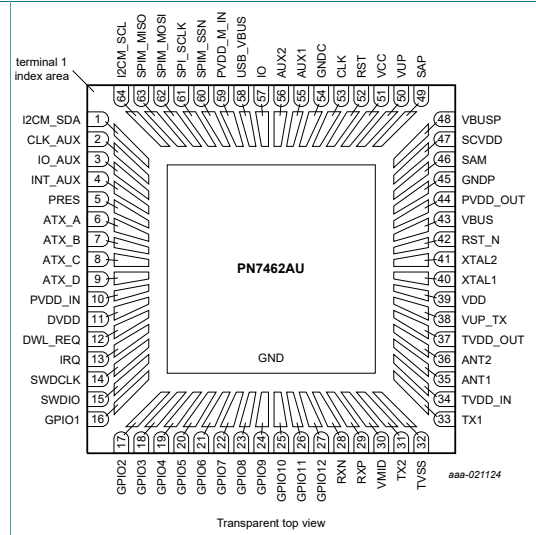 terminal 1
index area
I2CM_SCL
SPIM_MISO
SPIM_MOSI
SPI_SCLK
SPIM_SSN
PVDD_M_IN
USB_VBUS
IO
AUX2
AUX1
GNDC
CLK
RST
VCC
VUP
SAP
64
63
62
61
60
59
58
57
56
55
54
53
52
51
50
49
I2CM_SDA 1
CLK_AUX 2
IO_AUX 3
INT_AUX 4
PRES 5
ATX_A 6
ATX_B 7
ATX_C 8
ATX_D 9
PVDD_IN 10
DVDD 11
DWL_REQ 12
IRQ 13
SWDCLK 14
SWDIO 15
GPIO1 16
PN7462AU
GND
48 VBUSP
47 SCVDD
46 SAM
45 GNDP
44 PVDD_OUT
43 VBUS
42 RST_N
41 XTAL2
40 XTAL1
39 VDD
38 VUP_TX
37 TVDD_OUT
36 ANT2
35 ANT1
34 TVDD_IN
33 TX1
17
18
19
20
21
22
23
24
25
26
27
28
29
30
31
32
GPIO2
GPIO3
GPIO4
GPIO5
GPIO6
GPIO7
GPIO8
GPIO9
GPIO10
GPIO11
GPIO12
RXN
RXP
VMID
TX2
TVSS
aaa-021124
Transparent top view